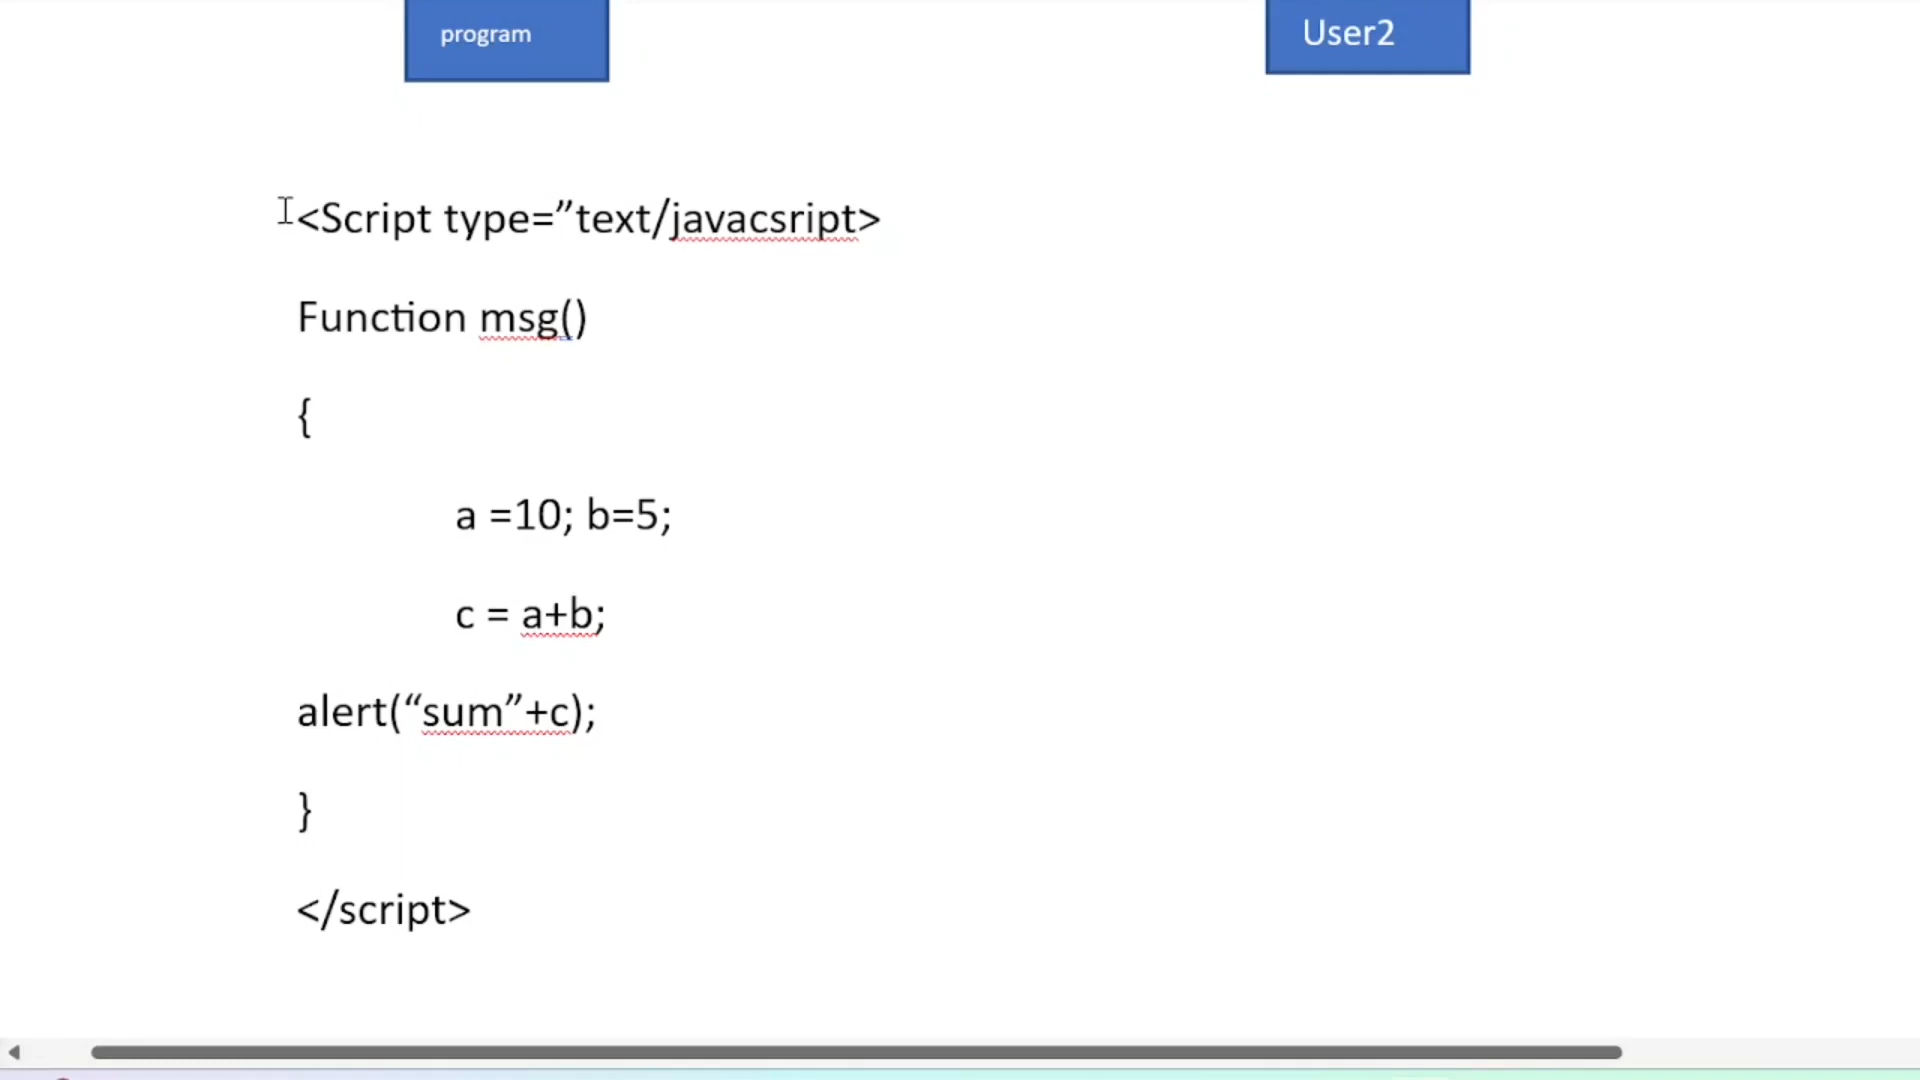 program
User2
<Script type=”text/javacsript>
Function msg()
{
a =10; b=5;
c = a+b;
alert(“sum”+c);
}
</script>